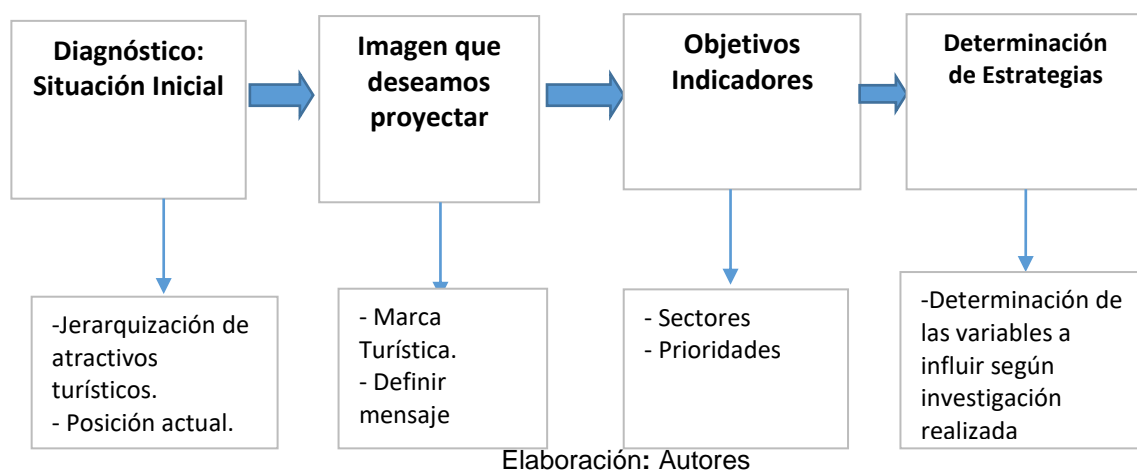 Diagnóstico:
Situación Inicial
Imagen que
deseamos
proyectar
Objetivos
Indicadores
Determinación
de Estrategias
-Jerarquización de
atractivos
turísticos.
- Posición actual.
- Marca
Turística.
- Definir
mensaje
- Sectores
- Prioridades
-Determinación de
las variables a
influir según
investigación
realizada
Elaboración: Autores